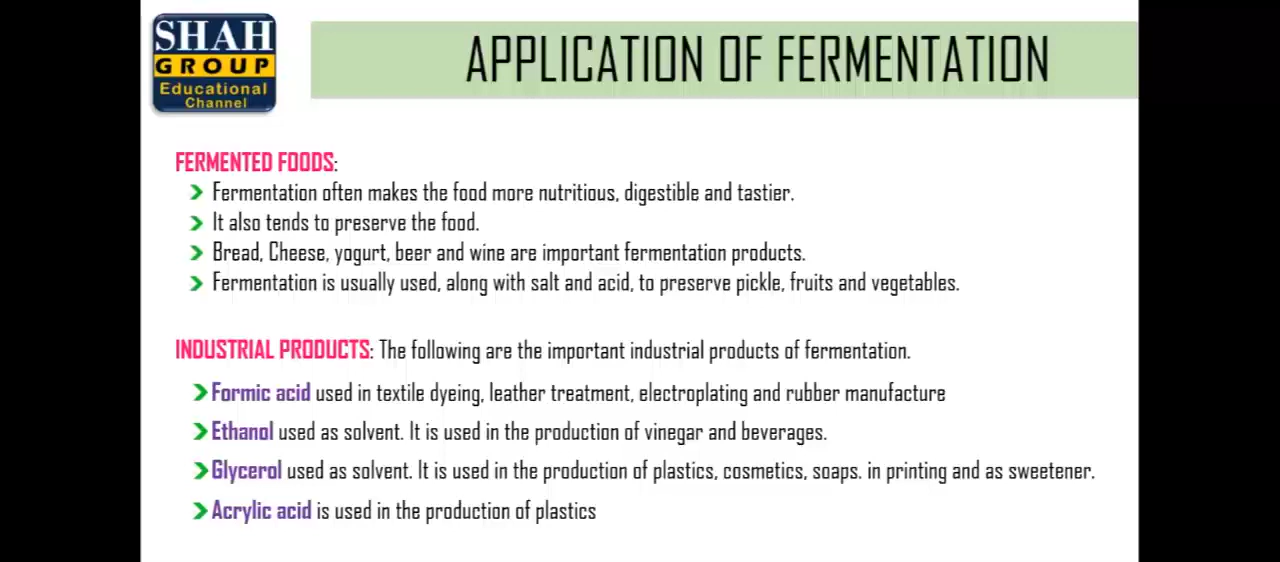 SHAH
GROUP
Educational
Channel
APPLICATION OF FERMENTATION
FERMENTED FOODS:
Fermentation often makes the food more nutritious, digestible and tastier.
It also tends to preserve the food.
Bread, Cheese, yogurt, beer and wine are important fermentation products.
Fermentation is usually used, along with salt and acid, to preserve pickle, fruits and vegetables.
INDUSTRIAL PRODUCTS: The following are the important industrial products of fermentation.
Formic acid used in textile dyeing, leather treatment, electroplating and rubber manufacture
Ethanol used as solvent. It is used in the production of vinegar and beverages.
Glycerol used as solvent. It is used in the production of plastics, cosmetics, soaps. in printing and as sweetener.
Acrylic acid is used in the production of plastics